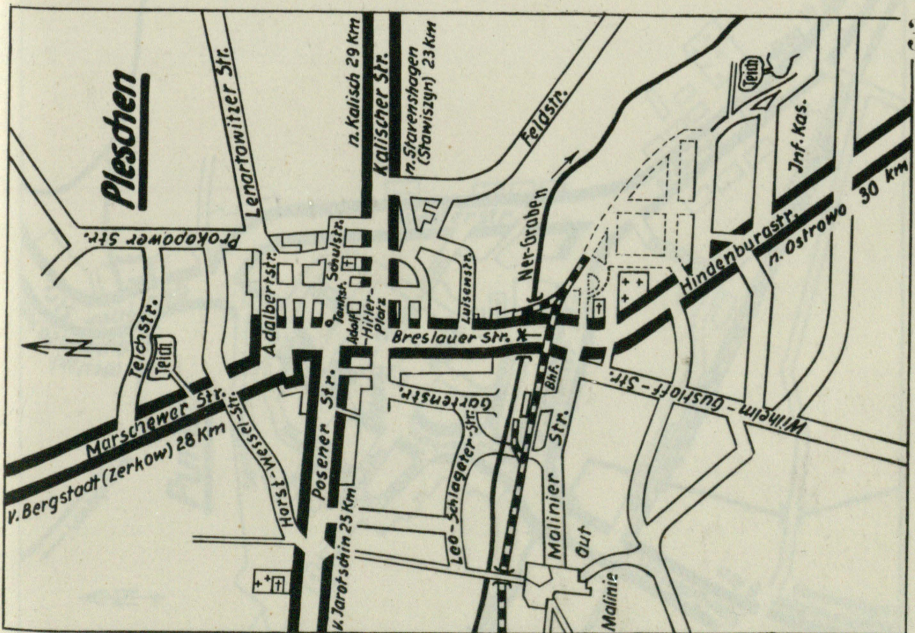 Pleschen
Lenartowitzer Str.
n. Kalisch 29 Km
Kalischer Str.
n. Stavenshagen
(Stawiszyn) 23 Km
Feldstr.
Teich
Inf. Kas.
Ner-Graben
Hindenburgstr.
n. Ostrowo 30 km
Prokopower Str.
Schulstr.
Adalbertstr.
Tankst.
Adolf
-Hitler-
Platz
Luisenstr.
Breslauer Str.
N
Teichstr.
Teich
Marschewer Str.
v. Bergstadt (Zerkow) 28 Km
Horst-Wessel-Str.
Posener Str.
v. Jarotschin 25 Km
Gartenstr.
Leo-Schlageter-Str.
Bhf.
Malinier Str.
Wilhelm-Gustloff-Str.
Gut
Malinie